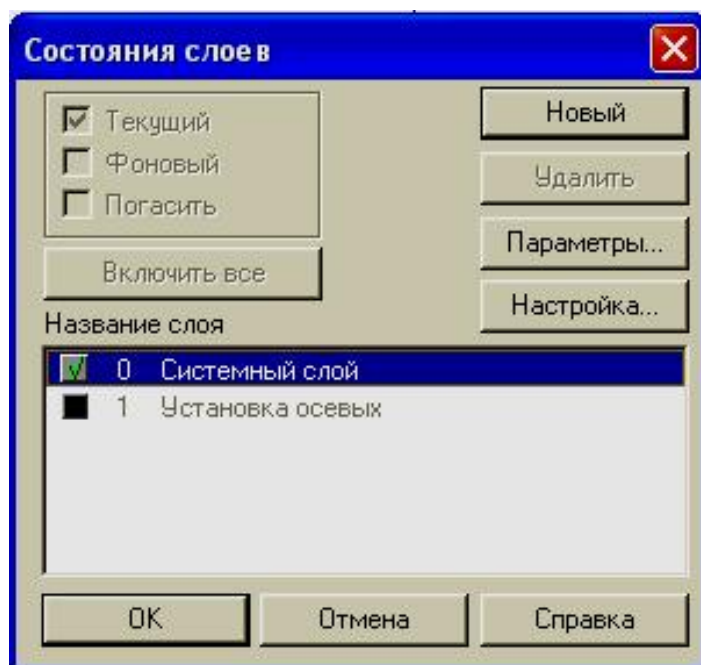 Состояния слоев
Текущий
Фоновый
Погасить
Новый
Удалить
Параметры...
Настройка...
Включить все
Название слоя
0 Системный слой
1 Установка осевых
OK
Отмена
Справка